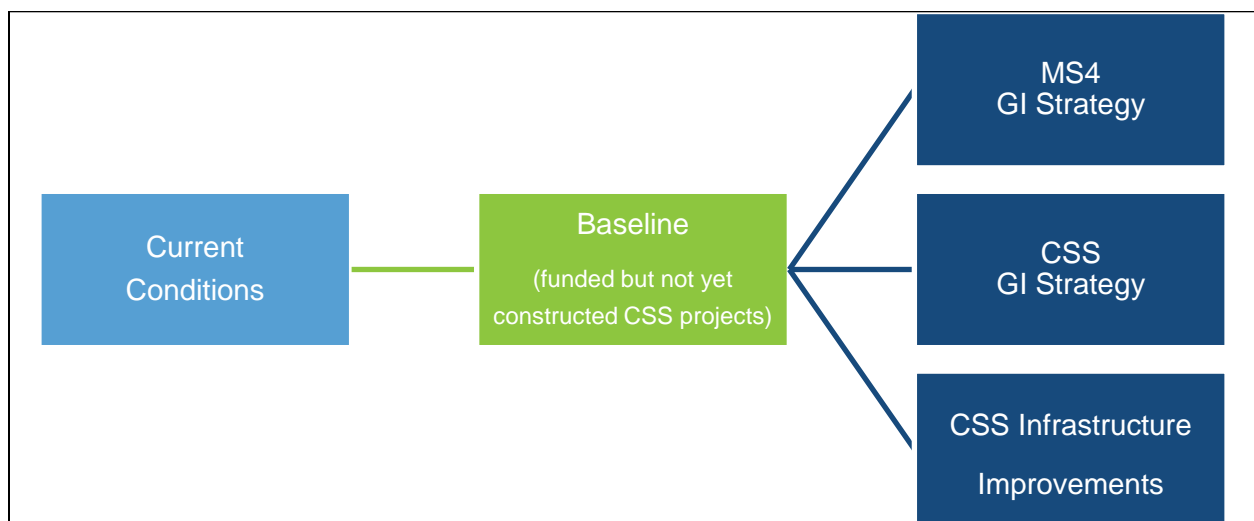 MS4
GI Strategy
Current
Conditions
Baseline
(funded but not yet
constructed CSS projects)
CSS
GI Strategy
CSS Infrastructure
Improvements